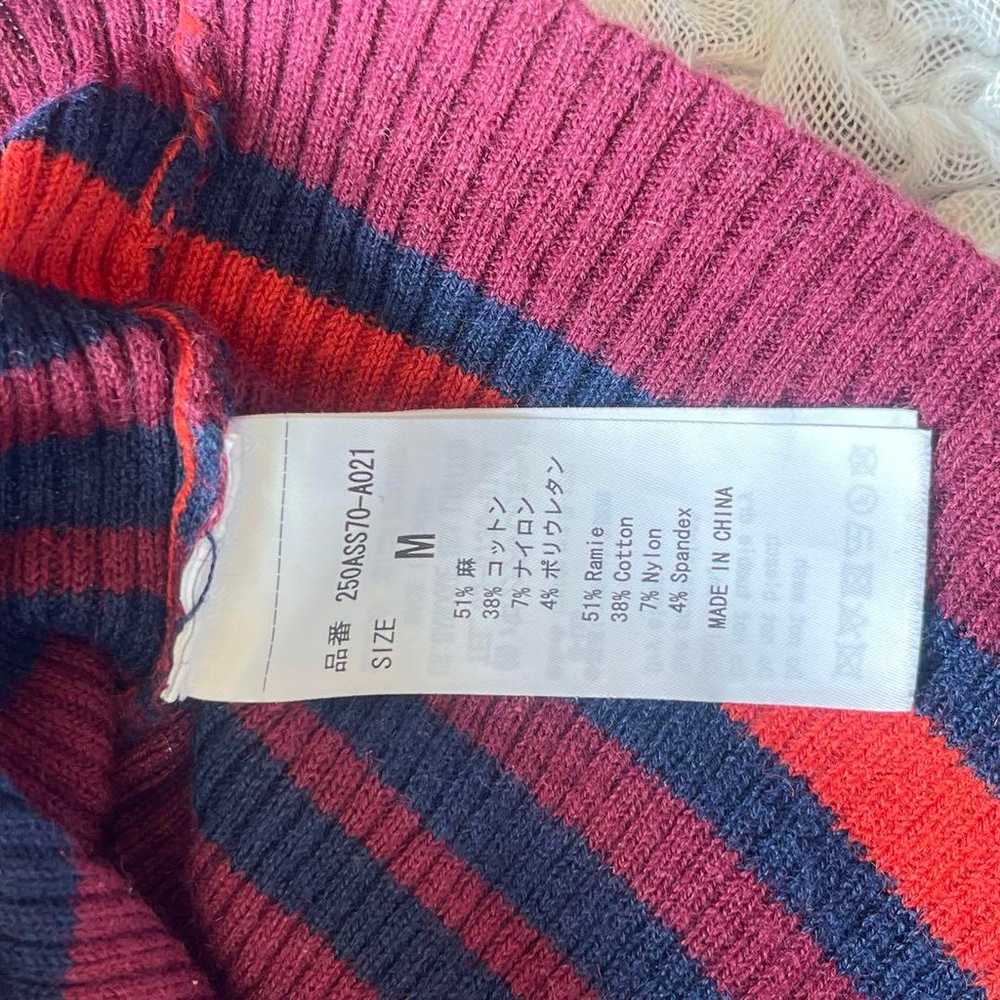 品番 250ASS70-A021
SIZE M
51% 麻
38% コットン
7% ナイロン
4% ポリウレタン
51% Ramie
38% Cotton
7% Nylon
4% Spandex
MADE IN CHINA